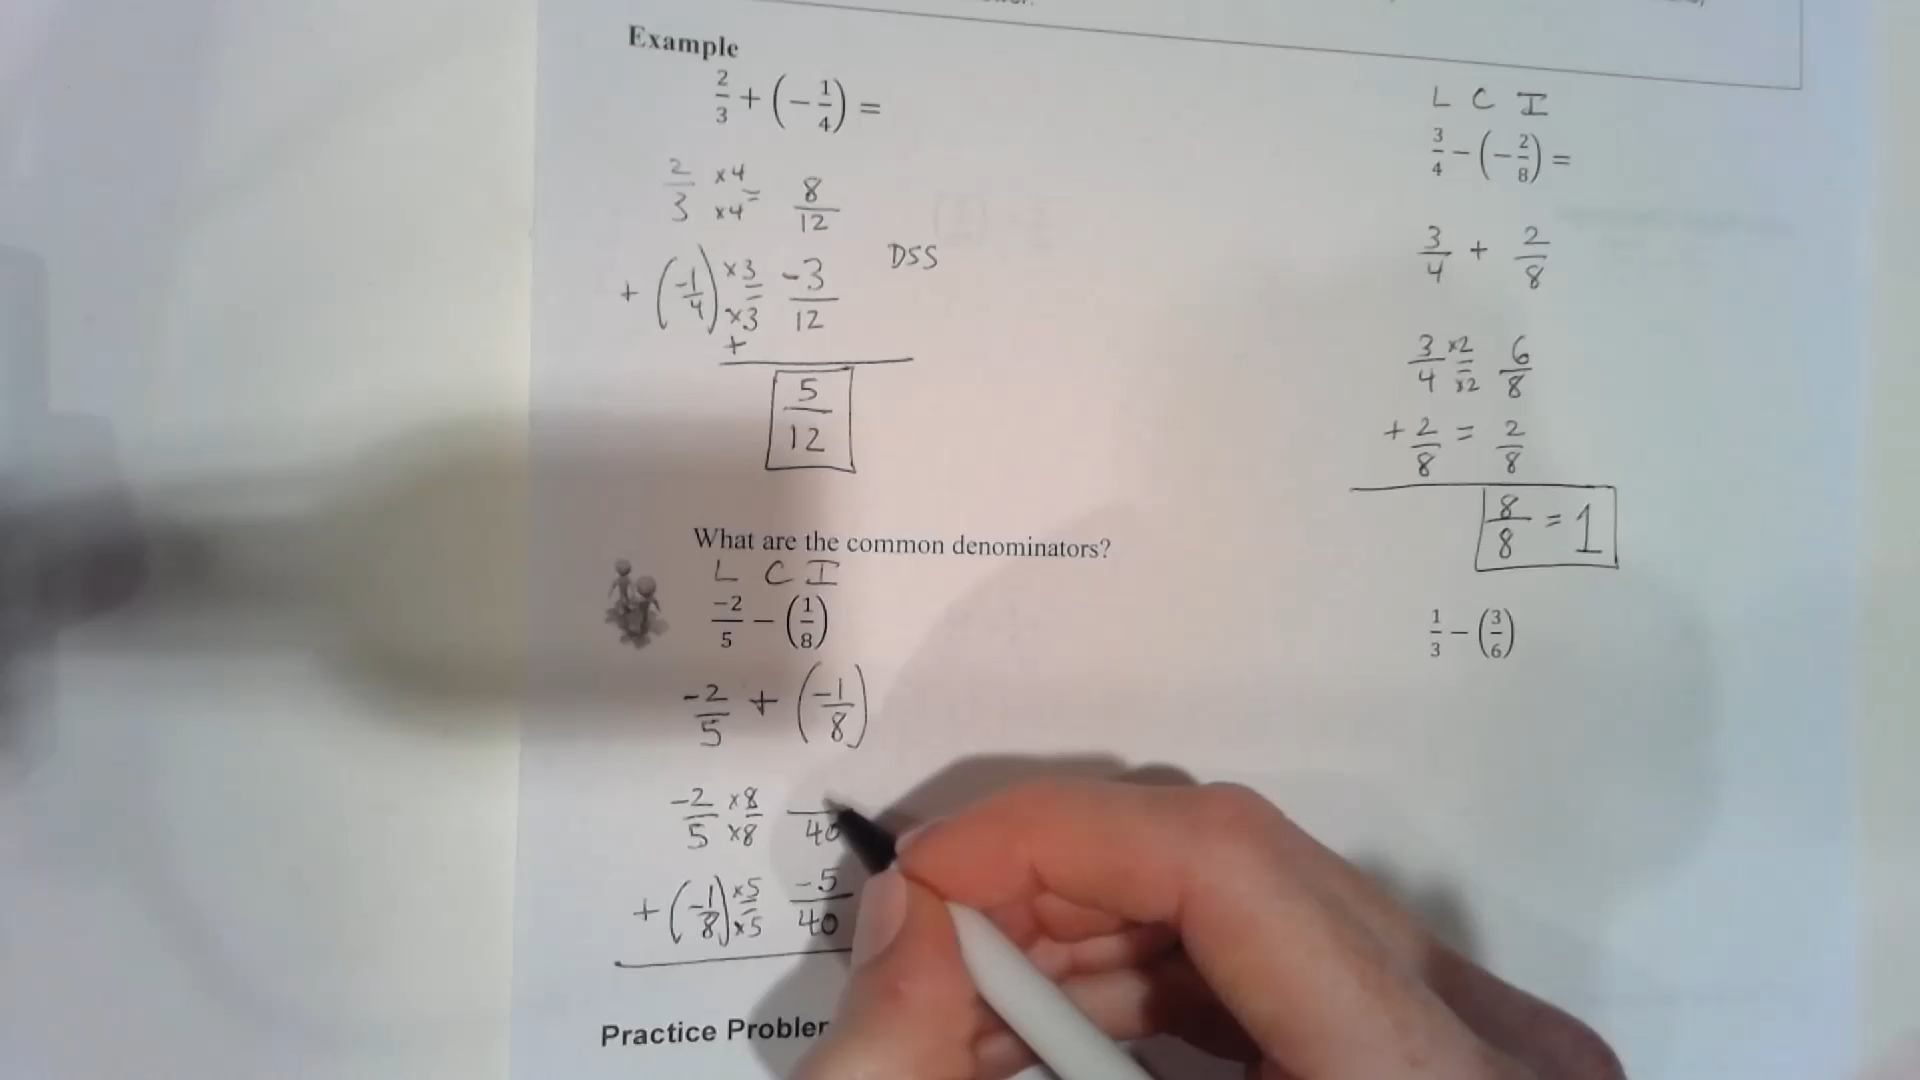 Example
2/3 + (−1/4) =
2/3 ×4/×4 = 8/12
+ (-1/4) ×3/×3 = -3/12 DSS
+
5/12
What are the common denominators?
L C I
-2/5 − (1/8)
-2/5 + (-1/8)
-2/5 ×8/×8 = /40
+ (-1/8) ×5/×5 = -5/40
Practice Probler
L C I
3/4 − (−2/8) =
3/4 + 2/8
3/4 ×2/×2 = 6/8
+ 2/8 = 2/8
8/8 = 1
1/3 − (3/6)